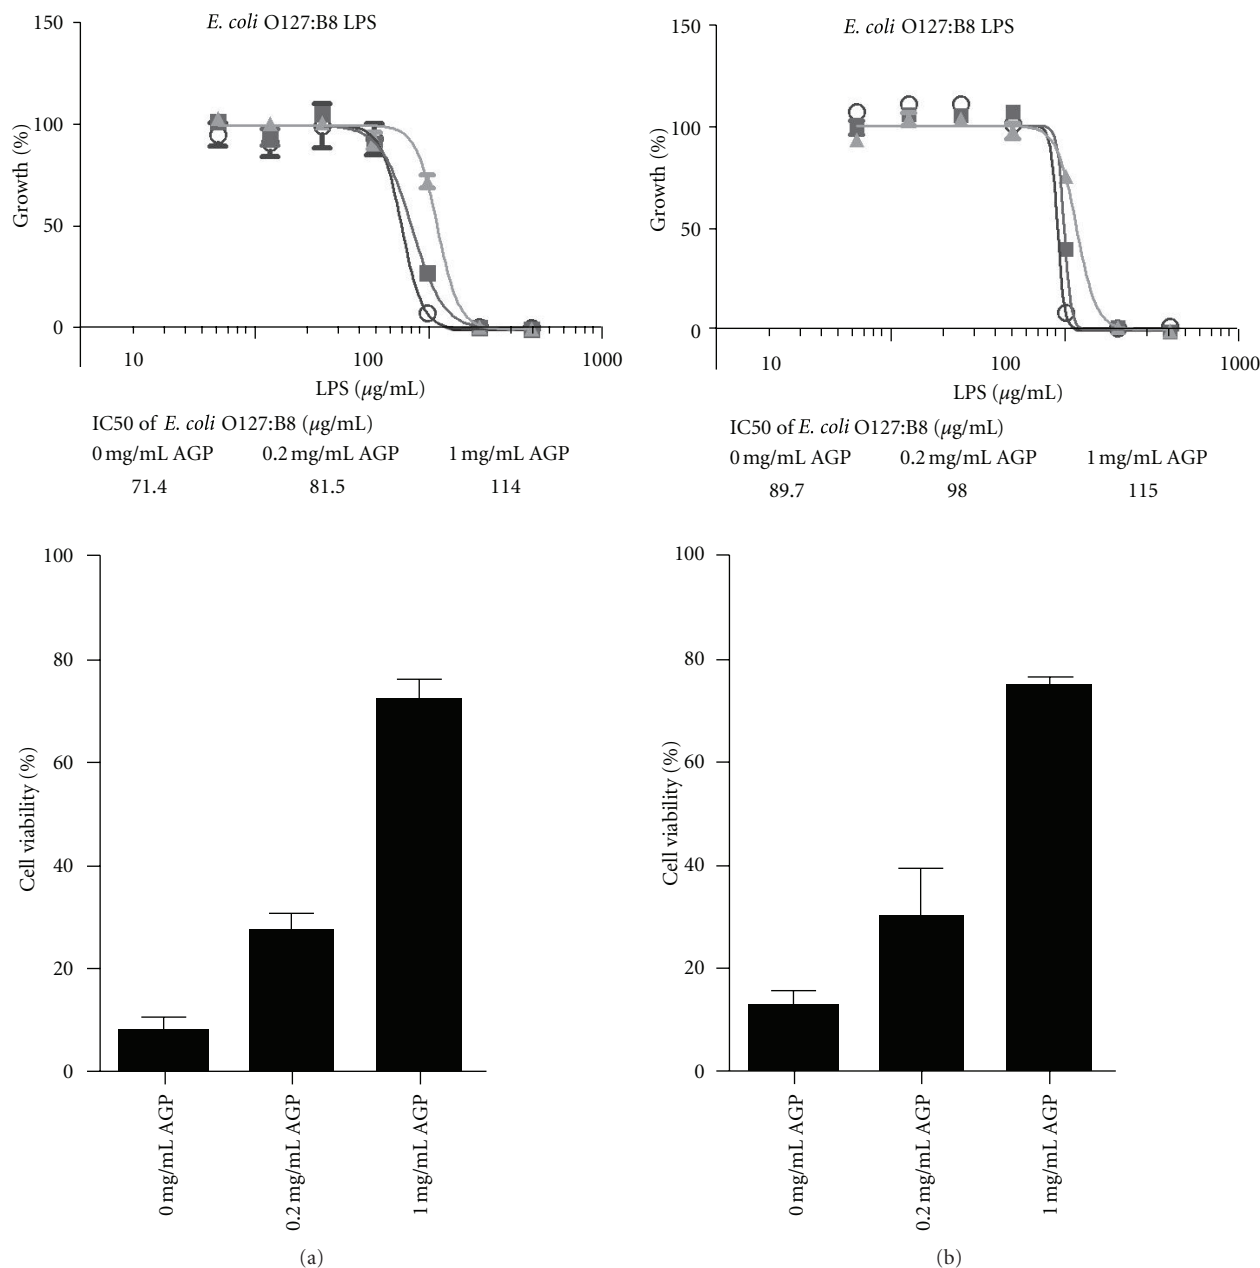 E. coli O127:B8 LPS
150
100
50
0
Growth (%)
10 100 1000
LPS (μg/mL)
IC50 of E. coli O127:B8 (μg/mL)
0 mg/mL AGP 0.2 mg/mL AGP 1 mg/mL AGP
71.4 81.5 114
E. coli O127:B8 LPS
150
100
50
0
Growth (%)
10 100 1000
LPS (μg/mL)
IC50 of E. coli O127:B8 (μg/mL)
0 mg/mL AGP 0.2 mg/mL AGP 1 mg/mL AGP
89.7 98 115
100
80
60
40
20
0
Cell viability (%)
0 mg/mL AGP
0.2 mg/mL AGP
1 mg/mL AGP
(a)
100
80
60
40
20
0
Cell viability (%)
0 mg/mL AGP
0.2 mg/mL AGP
1 mg/mL AGP
(b)